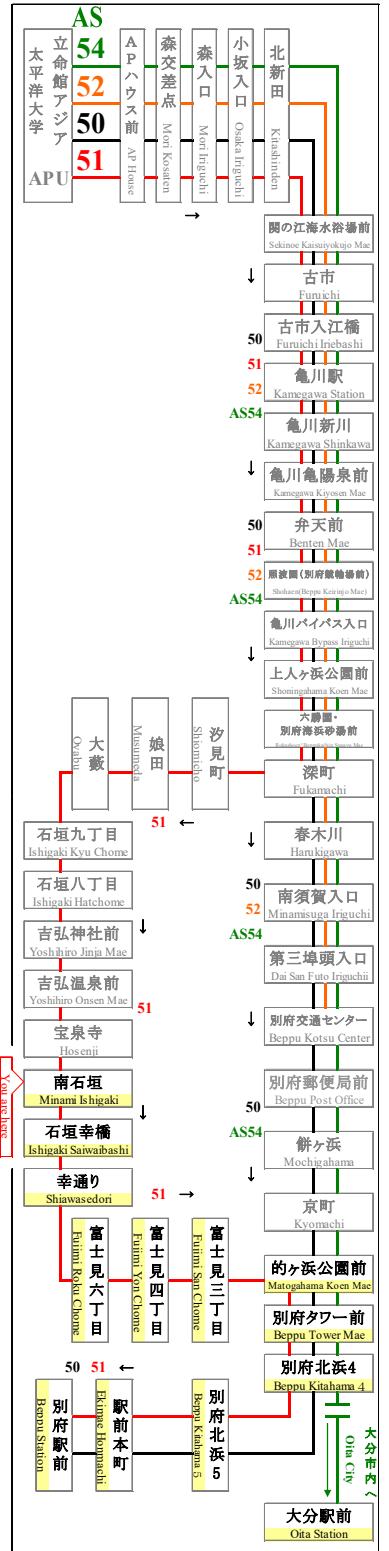 AS
54
52
50
51
立命館アジア
太平洋大学
APU
APハウス前
AP House
森交差点
Mori Kosaten
森入口
Mori Iriguchi
小坂入口
Osaka Iriguchi
北新田
Kitashinden
→
関の江海水浴場前
Sekinoe Kaisuiyokujo Mae
↓
古市
Furuichi
古市入江橋
Furuichi Iriebashi
50
51
52
AS54
亀川駅
Kamegawa Station
亀川新川
Kamegawa Shinkawa
↓
亀川亀陽泉前
Kamegawa Kiyosen Mae
50
51
52
AS54
弁天前
Benten Mae
照波園(別府競輪場前)
Shohaen(Beppu Keirinjo Mae)
亀川バイパス入口
Kamegawa Bypass Iriguchi
↓
上人ヶ浜公園前
Shoningahama Koen Mae
六勝園・
別府海浜砂湯前
深町
Fukamachi
汐見町
Shiomicho
娘田
Musumeda
大藪
Oyabu
51 ←
石垣九丁目
Ishigaki Kyu Chome
石垣八丁目
Ishigaki Hatchome
↓
吉弘神社前
Yoshihiro Jinja Mae
吉弘温泉前
Yoshihiro Onsen Mae
51
宝泉寺
Hosenji
You are here
南石垣
Minami Ishigaki
↓
石垣幸橋
Ishigaki Saiwaibashi
幸通り
Shiawasedori
51 →
富士見六丁目
Fujimi Roku Chome
富士見四丁目
Fujimi Yon Chome
富士見三丁目
Fujimi San Chome
↓
春木川
Harukigawa
50
52
AS54
南須賀入口
Minamisuga Iriguchi
第三埠頭入口
Dai San Futo Iriguchii
↓
別府交通センター
Beppu Kotsu Center
別府郵便局前
Beppu Post Office
50
AS54
餅ヶ浜
Mochigahama
↓
京町
Kyomachi
的ヶ浜公園前
Matogahama Koen Mae
別府タワー前
Beppu Tower Mae
別府北浜4
Beppu Kitahama 4
50 51 ←
別府北浜5
Beppu Kitahama 5
駅前本町
Ekimae Honmachi
別府駅前
Beppu Station
大分市内へ
Oita City
大分駅前
Oita Station